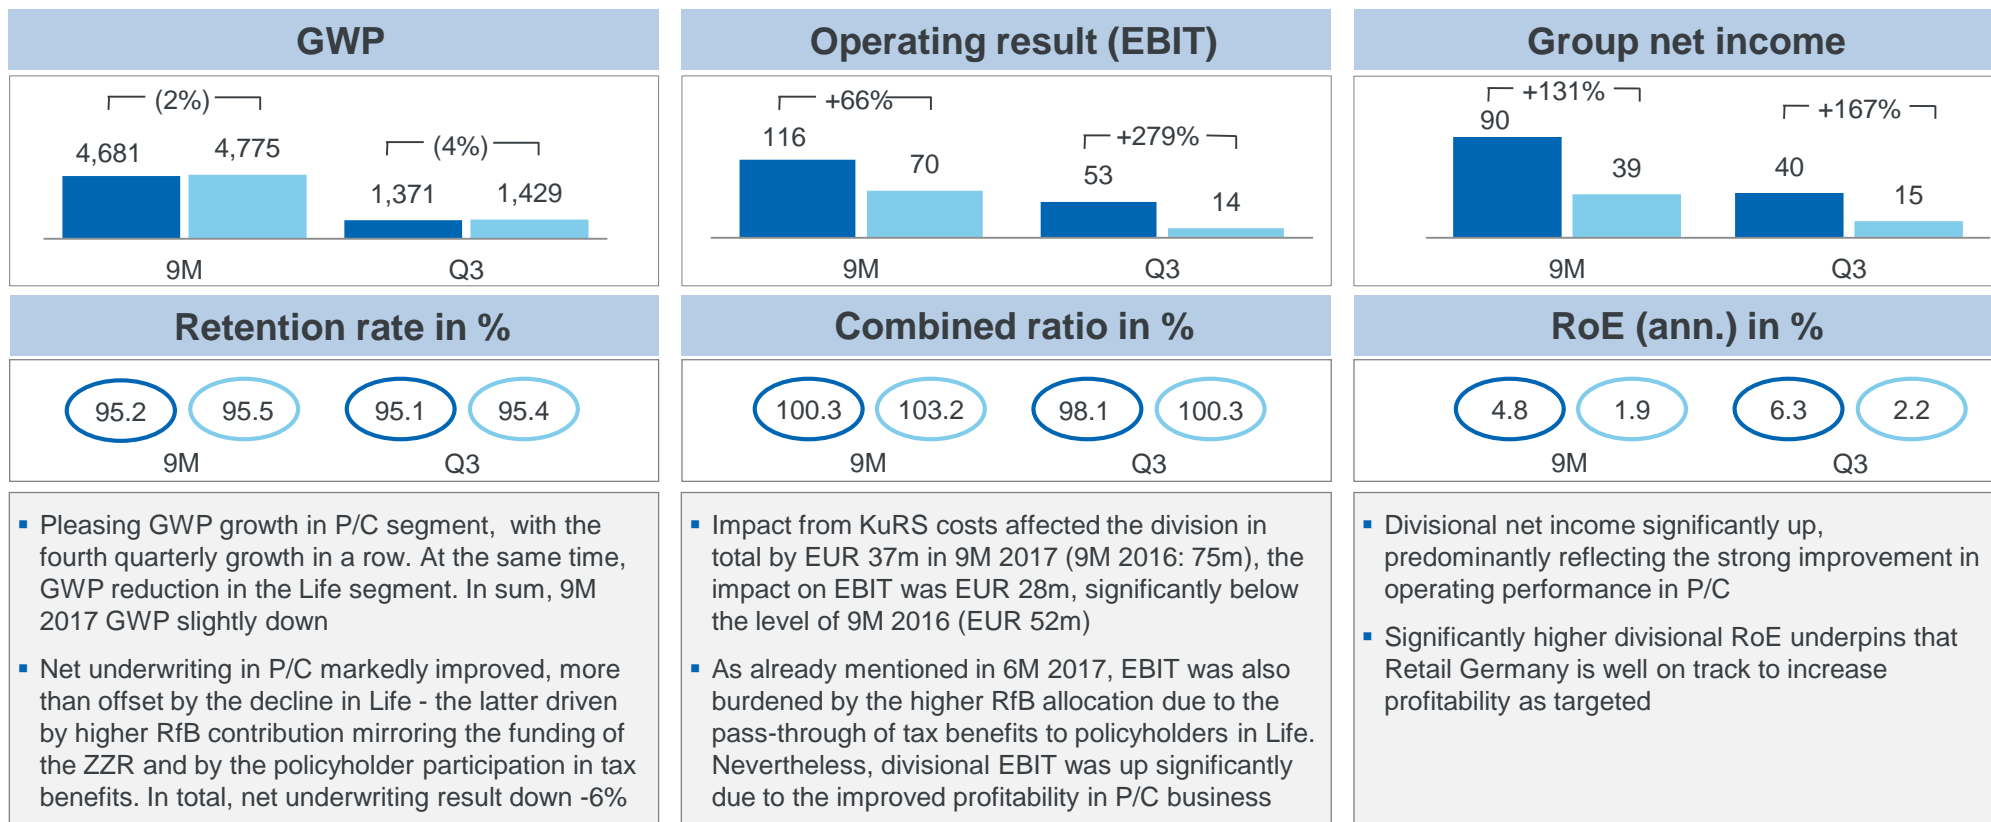 GWP
(2%)
4,681
4,775
(4%)
1,371
1,429
9M
Q3
Operating result (EBIT)
+66%
116
70
+279%
53
14
9M
Q3
Group net income
+131%
90
39
+167%
40
15
9M
Q3
Retention rate in %
95.2
95.5
95.1
95.4
9M
Q3
Combined ratio in %
100.3
103.2
98.1
100.3
9M
Q3
RoE (ann.) in %
4.8
1.9
6.3
2.2
9M
Q3
▪ Pleasing GWP growth in P/C segment, with the
fourth quarterly growth in a row. At the same time,
GWP reduction in the Life segment. In sum, 9M
2017 GWP slightly down
▪ Net underwriting in P/C markedly improved, more
than offset by the decline in Life - the latter driven
by higher RfB contribution mirroring the funding of
the ZZR and by the policyholder participation in tax
benefits. In total, net underwriting result down -6%
▪ Impact from KuRS costs affected the division in
total by EUR 37m in 9M 2017 (9M 2016: 75m), the
impact on EBIT was EUR 28m, significantly below
the level of 9M 2016 (EUR 52m)
▪ As already mentioned in 6M 2017, EBIT was also
burdened by the higher RfB allocation due to the
pass-through of tax benefits to policyholders in Life.
Nevertheless, divisional EBIT was up significantly
due to the improved profitability in P/C business
▪ Divisional net income significantly up,
predominantly reflecting the strong improvement in
operating performance in P/C
▪ Significantly higher divisional RoE underpins that
Retail Germany is well on track to increase
profitability as targeted